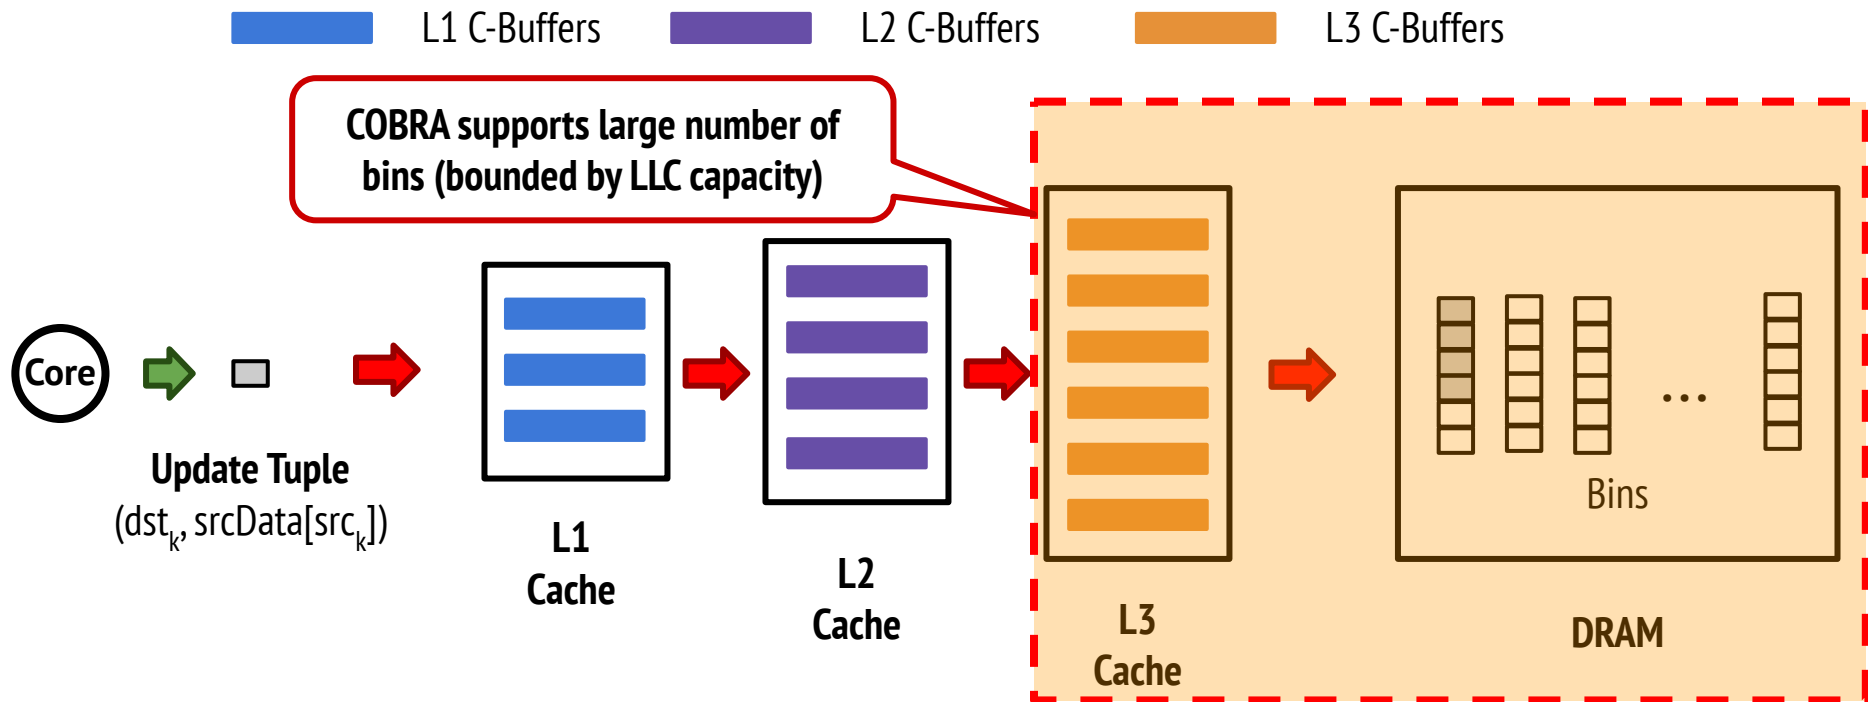 L1 C-Buffers
L2 C-Buffers
L3 C-Buffers
COBRA supports large number of
bins (bounded by LLC capacity)
Core
Update Tuple
(dstk, srcData[srck])
L1
Cache
L2
Cache
L3
Cache
...
Bins
DRAM